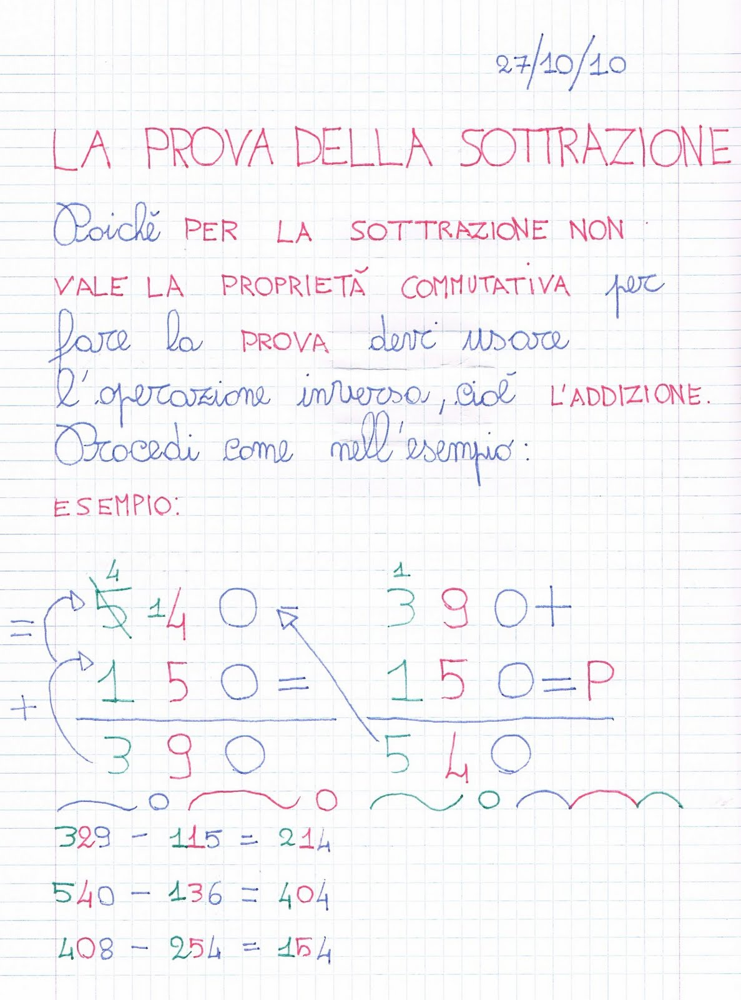 27/10/10
LA PROVA DELLA SOTTRAZIONE
Poichĕ PER LA SOTTRAZIONE NON
VALE LA PROPRIETĂ COMMUTATIVA per
fare la PROVA devi usare
l'operazione inversa, cioĕ L'ADDIZIONE.
Procedi come nell'esempio:
ESEMPIO:
4 1
= 5 14 0 - 3 9 0 +
+ 1 5 0 = 1 5 0 = P
3 9 0 5 4 0
329 - 115 = 214
540 - 136 = 404
408 - 254 = 154